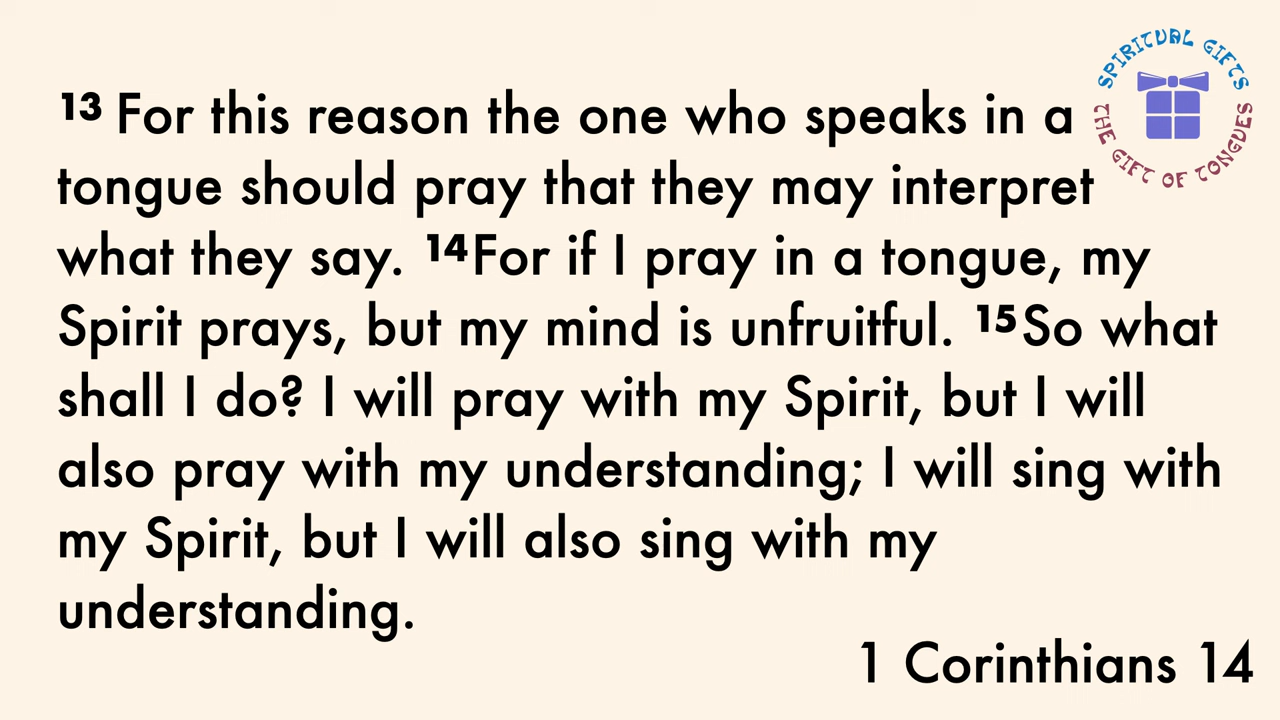 SPIRITUAL GIFTS
THE GIFT OF TONGUES
13 For this reason the one who speaks in a
tongue should pray that they may interpret
what they say. 14For if I pray in a tongue, my
Spirit prays, but my mind is unfruitful. 15So what
shall I do? I will pray with my Spirit, but I will
also pray with my understanding; I will sing with
my Spirit, but I will also sing with my
understanding.
1 Corinthians 14